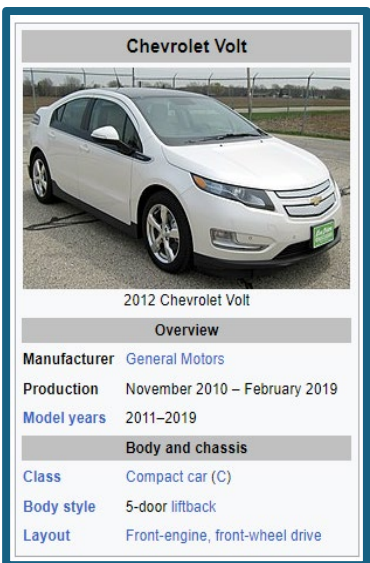 Chevrolet Volt
2012 Chevrolet Volt
Overview
Manufacturer General Motors
Production November 2010 – February 2019
Model years 2011–2019
Body and chassis
Class Compact car (C)
Body style 5-door liftback
Layout Front-engine, front-wheel drive